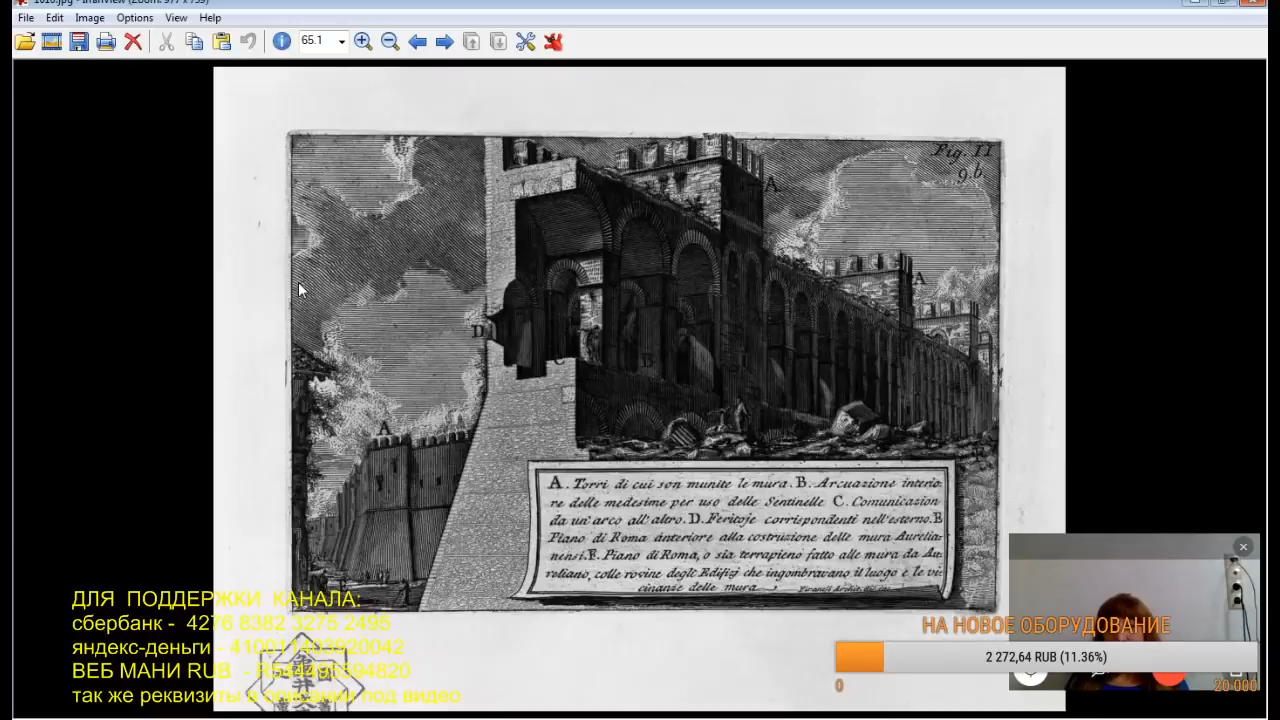 File Edit Image Options View Help
65.1
Fig. II
9.b.
A
A
D
C
B
A
A. Torri di cui son munite le mura. B. Arcuazione interio:
re delle medesime per uso delle Sentinelle C. Comunicazion
da un' arco all' altro. D. Feritoje corrispondenti nell'esterno. E
Piano di Roma anteriore alla costruzione delle mura Aurelia:
nensi. F. Piano di Roma, o sia terrapieno fatto alle mura da Au:
reliano, colle rovine degli Edifizj che ingombravano il luogo e le vi:
cinanze delle mura
ДЛЯ ПОДДЕРЖКИ КАНАЛА:
сбербанк - 4276 8382 3275 2495
яндекс-деньги - 410011403920042
ВЕБ МАНИ RUB - R544495594820
так же реквизиты в описании под видео
НА НОВОЕ ОБОРУДОВАНИЕ
2 272,64 RUB (11.36%)
0
20 000